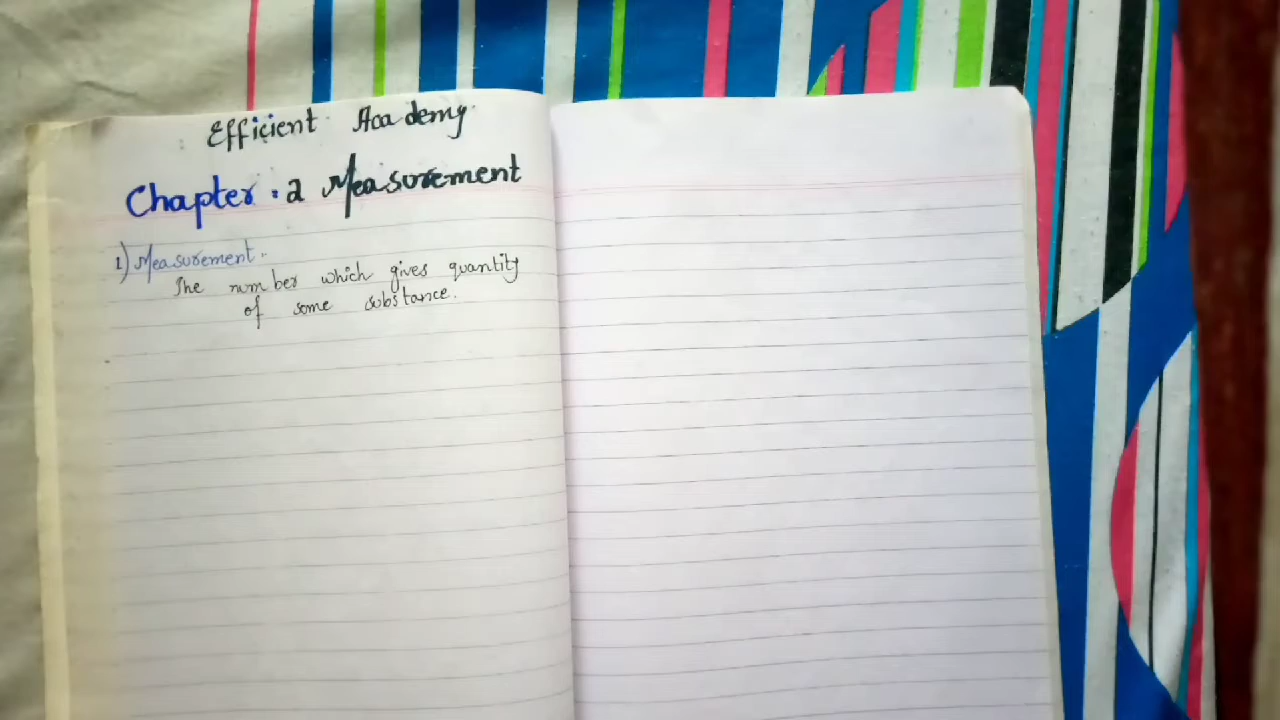 Efficient Academy
Chapter : 2 Measurement
1) Measurement.
The number which gives quantity
of some substance.